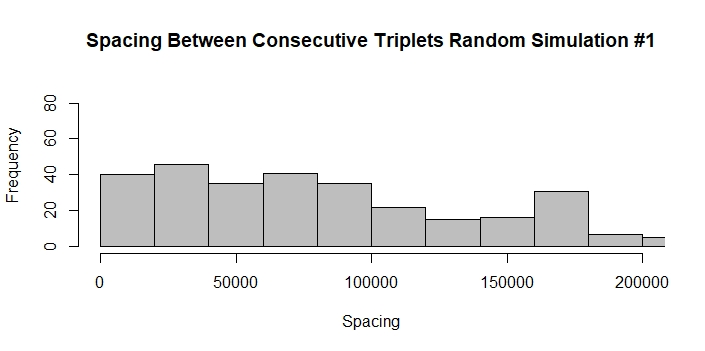 Spacing Between Consecutive Triplets Random Simulation #1
80
60
40
20
0
Frequency
0 50000 100000 150000 200000
Spacing